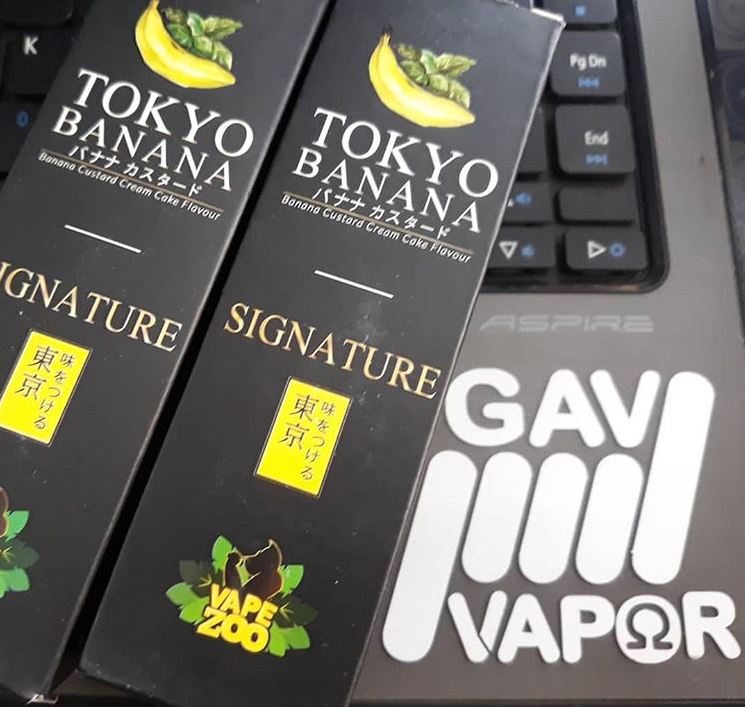 K
Pg Dn
End
ASPIRE
TOKYO
BANANA
バナナ カスタード
Banana Custard Cream Cake Flavour
IGNATURE
味をつける
東京
TOKYO
BANANA
バナナ カスタード
Banana Custard Cream Cake Flavour
SIGNATURE
味をつける
東京
VAPE
ZOO
GAV
VAPΩR